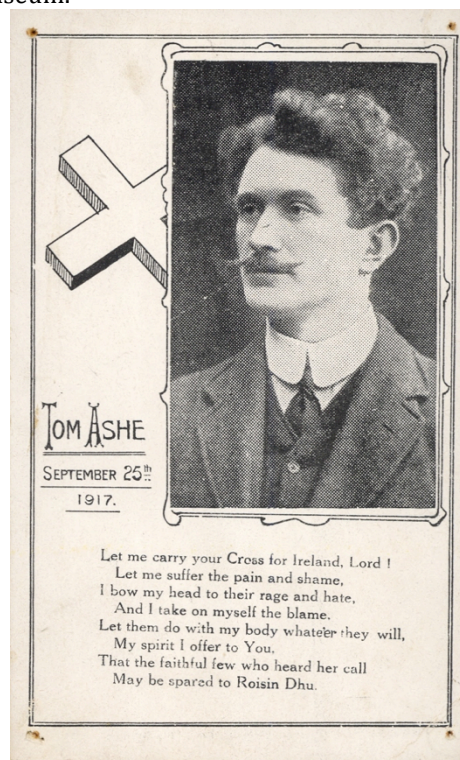 useum.
TOM ASHE
SEPTEMBER 25th
1917.
Let me carry your Cross for Ireland, Lord !
Let me suffer the pain and shame,
I bow my head to their rage and hate,
And I take on myself the blame.
Let them do with my body whate'er they will,
My spirit I offer to You,
That the faithful few who heard her call
May be spared to Roisin Dhu.